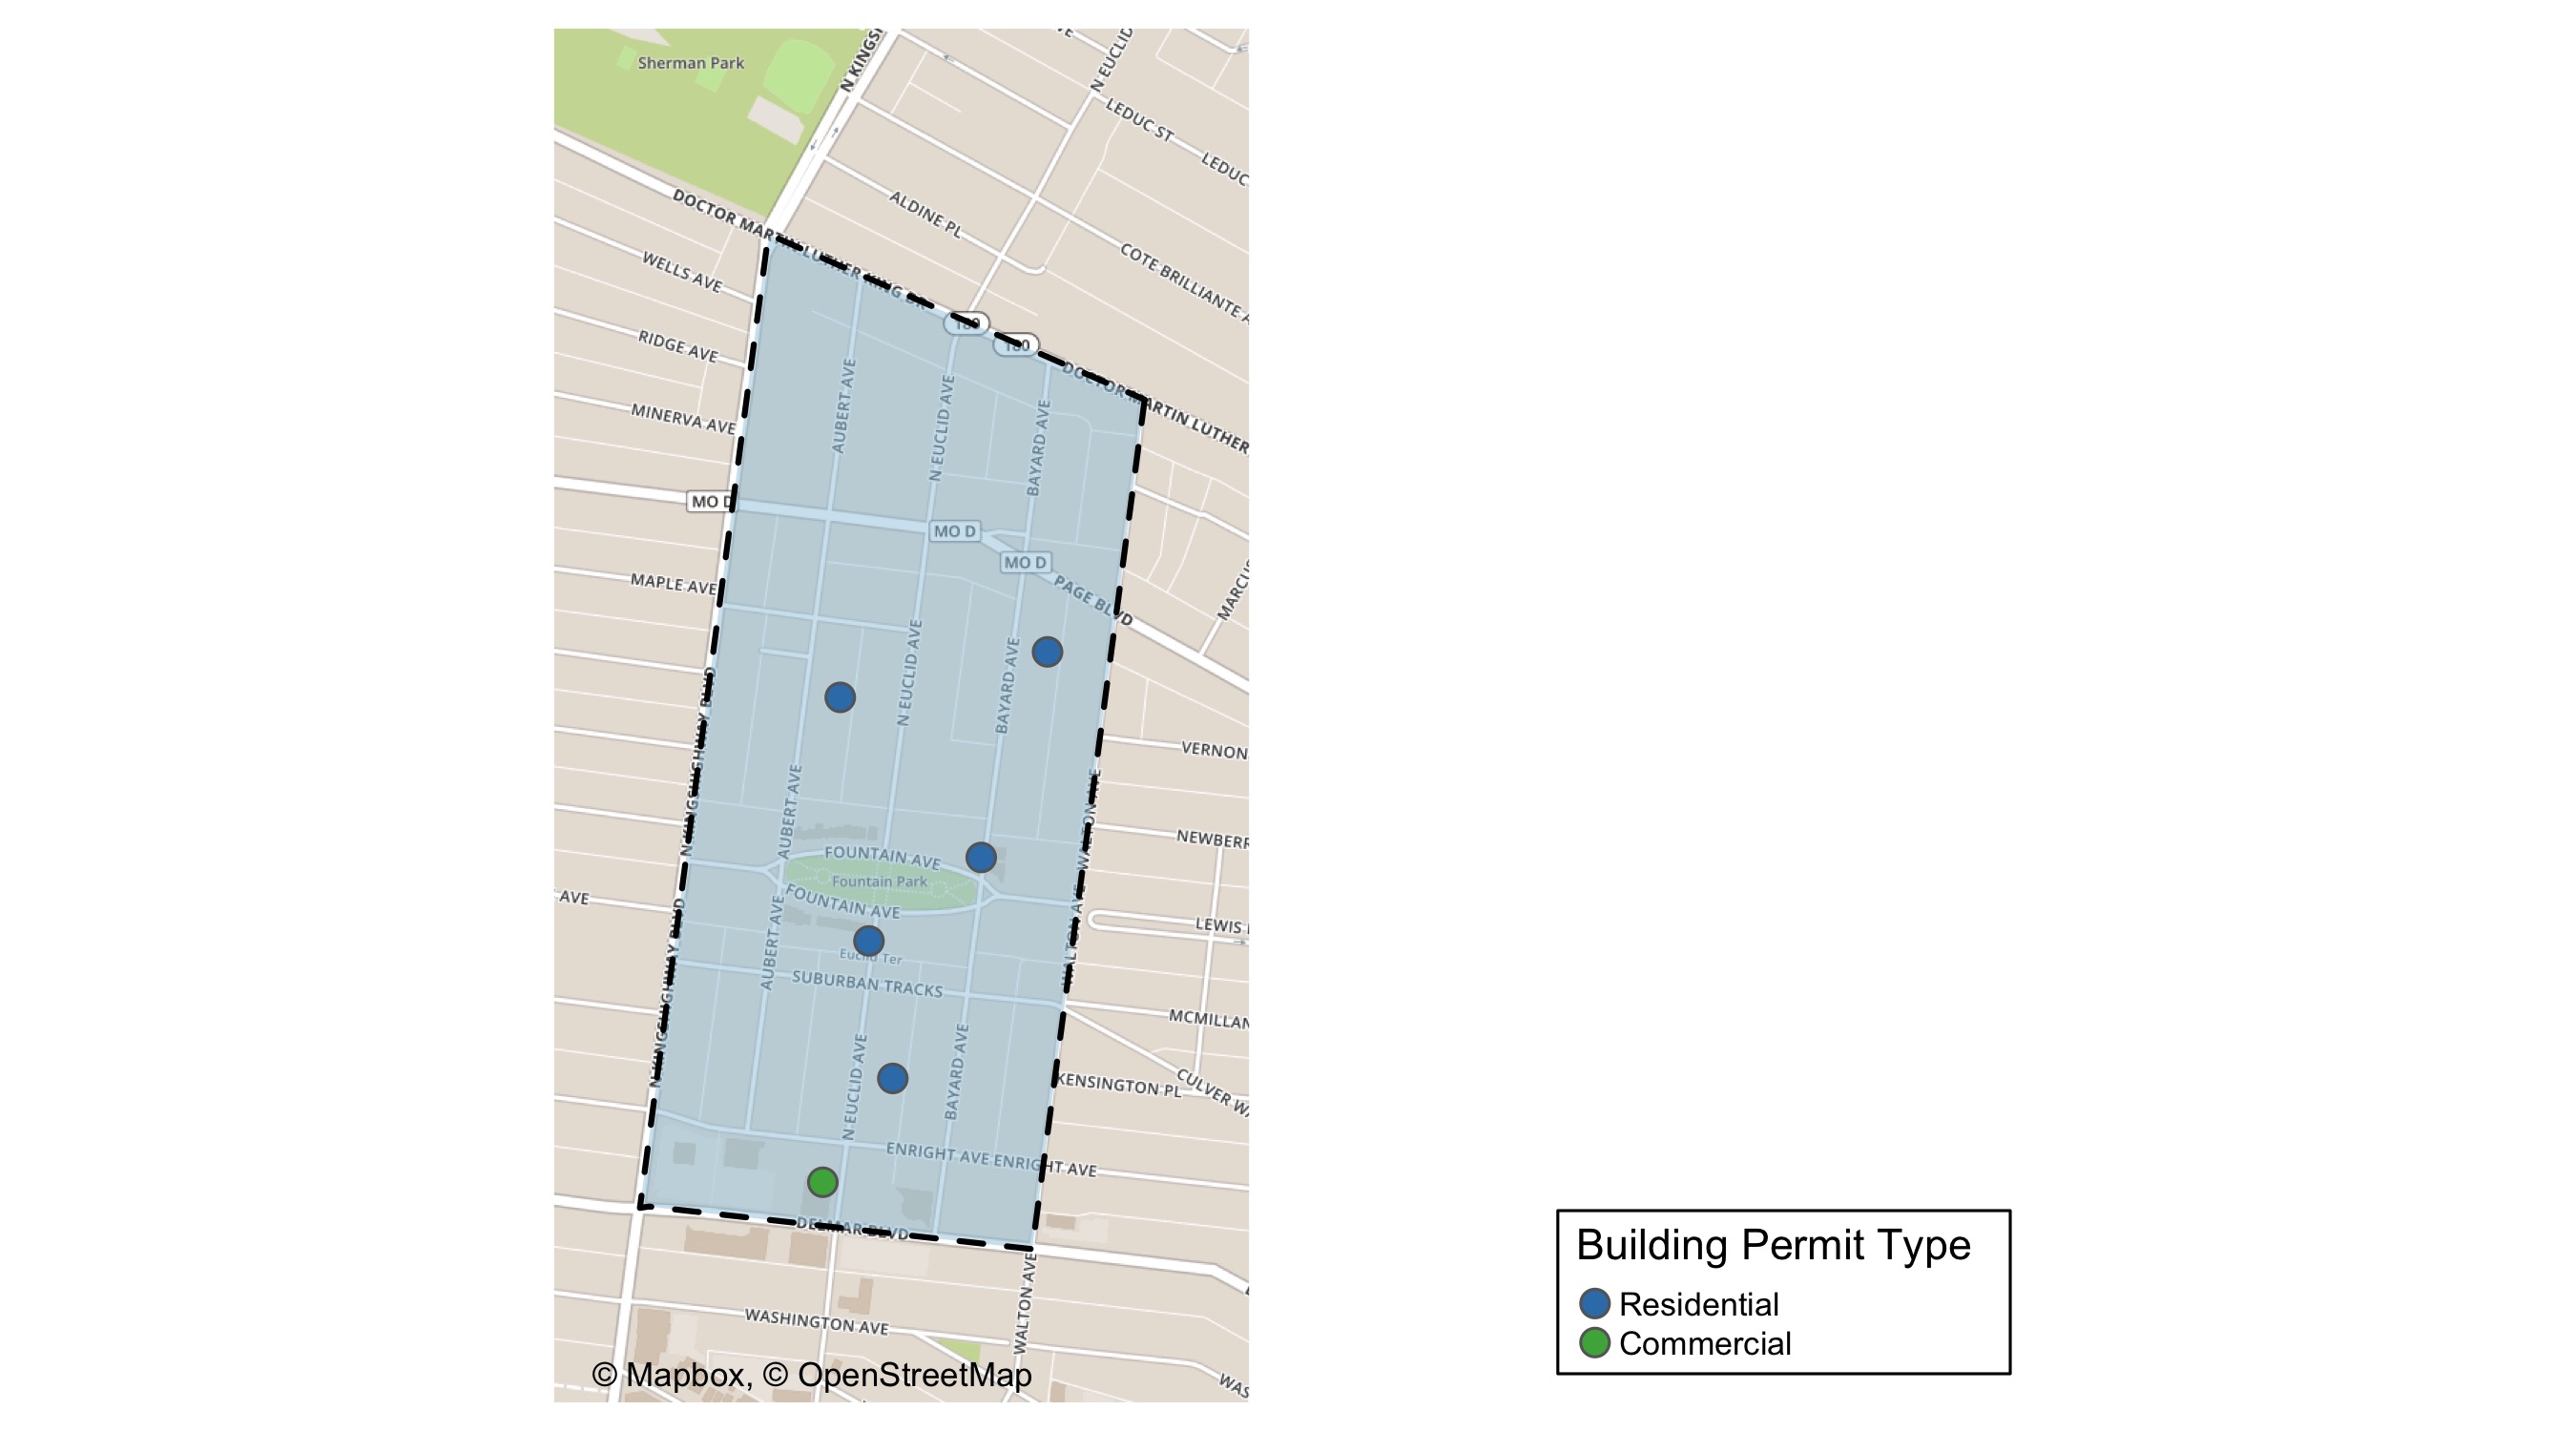 Sherman Park
N KINGS
N EUCLID
LEDUC ST
LEDUC
DOCTOR MARTIN LUTHER KING DR
ALDINE PL
COTE BRILLIANTE A
WELLS AVE
180
180
RIDGE AVE
DOCTOR MARTIN LUTHER
AUBERT AVE
N EUCLID AVE
BAYARD AVE
MINERVA AVE
MO D
MO D
MO D
PAGE BLVD
MAPLE AVE
MARCUS
N EUCLID AVE
BAYARD AVE
N KINGSHIGHWAY BLVD
VERNON
AUBERT AVE
WALTON AVE
NEWBERR
FOUNTAIN AVE
Fountain Park
FOUNTAIN AVE
AVE
WALTON AVE
LEWIS
AUBERT AVE
N KINGSHIGHWAY BLVD
Euclid Ter
SUBURBAN TRACKS
MCMILLAN
N EUCLID AVE
BAYARD AVE
KENSINGTON PL
CULVER WA
ENRIGHT AVE
ENRIGHT AVE
DELMAR BLVD
WALTON AVE
WASHINGTON AVE
WAS
© Mapbox, © OpenStreetMap
Building Permit Type
Residential
Commercial